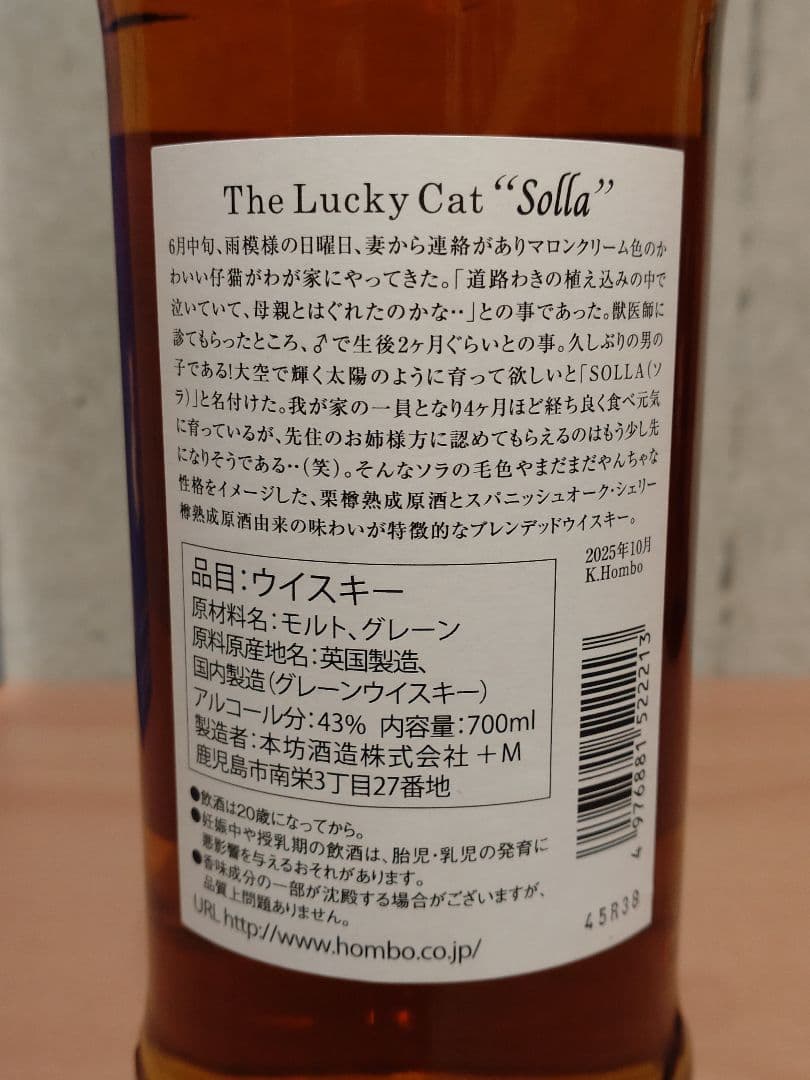 The Lucky Cat “Solla”
6月中旬、雨模様の日曜日、妻から連絡がありマロンクリーム色のか
わいい仔猫がわが家にやってきた。「道路わきの植え込みの中で
泣いていて、母親とはぐれたのかな‥」との事であった。獣医師に
診てもらったところ、♂で生後2ヶ月ぐらいとの事。久しぶりの男の
子である!大空で輝く太陽のように育って欲しいと「SOLLA(ソ
ラ)」と名付けた。我が家の一員となり4ヶ月ほど経ち良く食べ元気
に育っているが、先住のお姉様方に認めてもらえるのはもう少し先
になりそうである‥(笑)。そんなソラの毛色やまだまだやんちゃな
性格をイメージした、栗樽熟成原酒とスパニッシュオーク・シェリー
樽熟成原酒由来の味わいが特徴的なブレンデッドウイスキー。
2025年10月
K.Hombo
品目:ウイスキー
原材料名:モルト、グレーン
原料原産地名:英国製造、
国内製造(グレーンウイスキー)
アルコール分:43% 内容量:700ml
製造者:本坊酒造株式会社 +M
鹿児島市南栄3丁目27番地
4976881522213
●飲酒は20歳になってから。
●妊娠中や授乳期の飲酒は、胎児・乳児の発育に
悪影響を与えるおそれがあります。
●香味成分の一部が沈殿する場合がございますが、
品質上問題ありません。
URL http://www.hombo.co.jp/
45R38